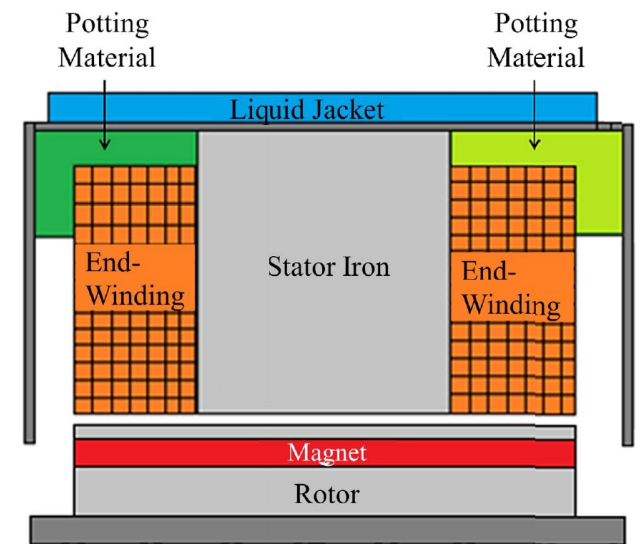 Potting
Material
Potting
Material
Liquid Jacket
End-
Winding
Stator Iron
End-
Winding
Magnet
Rotor